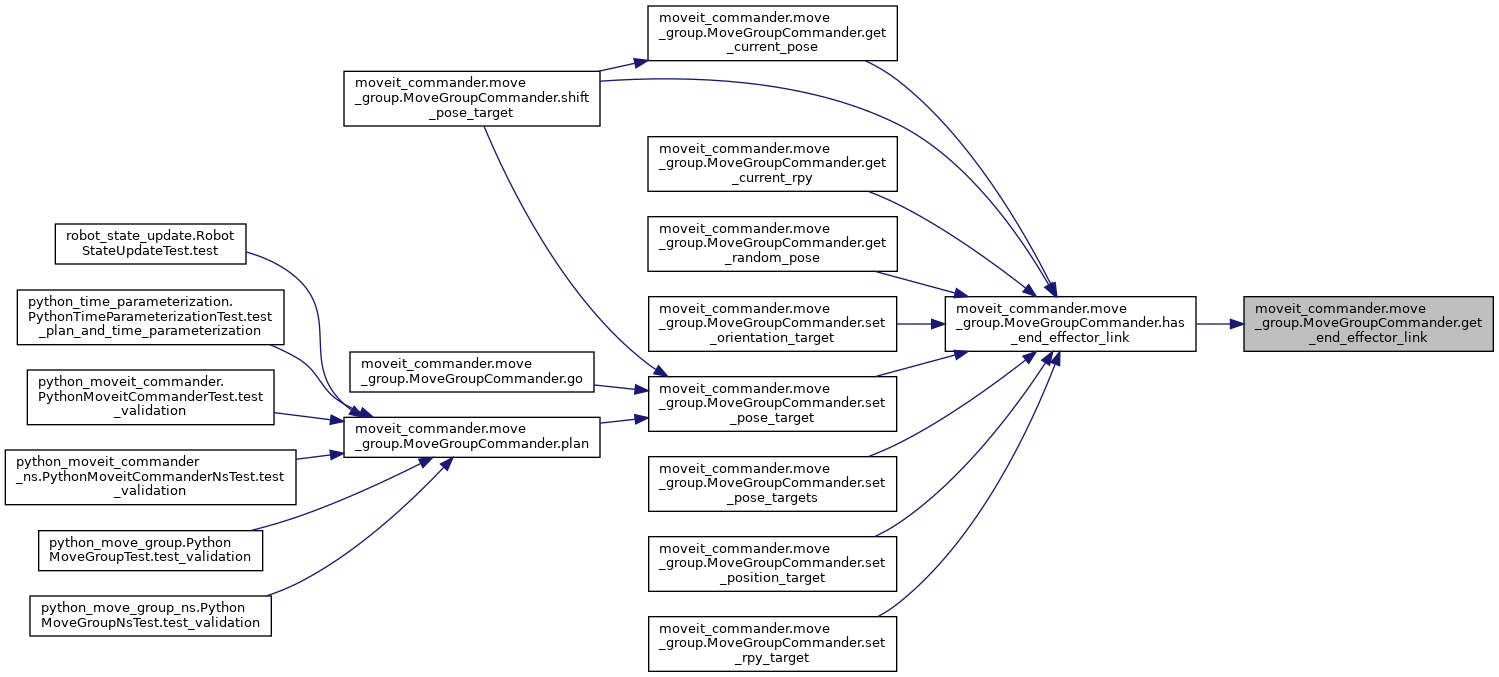 moveit_commander.move
_group.MoveGroupCommander.get
_current_pose
moveit_commander.move
_group.MoveGroupCommander.shift
_pose_target
moveit_commander.move
_group.MoveGroupCommander.get
_current_rpy
moveit_commander.move
_group.MoveGroupCommander.get
_random_pose
robot_state_update.Robot
StateUpdateTest.test
python_time_parameterization.
PythonTimeParameterizationTest.test
_plan_and_time_parameterization
moveit_commander.move
_group.MoveGroupCommander.set
_orientation_target
moveit_commander.move
_group.MoveGroupCommander.has
_end_effector_link
moveit_commander.move
_group.MoveGroupCommander.get
_end_effector_link
moveit_commander.move
_group.MoveGroupCommander.go
python_moveit_commander.
PythonMoveitCommanderTest.test
_validation
moveit_commander.move
_group.MoveGroupCommander.set
_pose_target
moveit_commander.move
_group.MoveGroupCommander.plan
python_moveit_commander
_ns.PythonMoveitCommanderNsTest.test
_validation
moveit_commander.move
_group.MoveGroupCommander.set
_pose_targets
python_move_group.Python
MoveGroupTest.test_validation
moveit_commander.move
_group.MoveGroupCommander.set
_position_target
python_move_group_ns.Python
MoveGroupNsTest.test_validation
moveit_commander.move
_group.MoveGroupCommander.set
_rpy_target